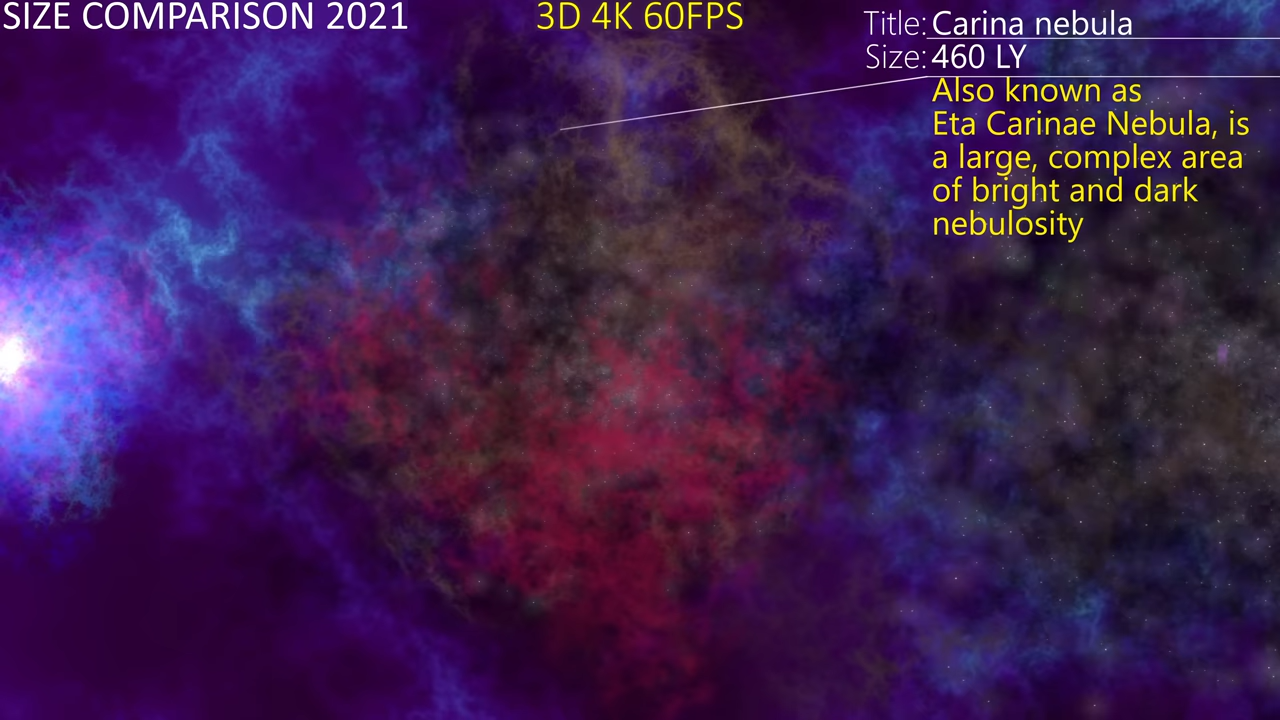 SIZE COMPARISON 2021
3D 4K 60FPS
Title: Carina nebula
Size: 460 LY
Also known as
Eta Carinae Nebula, is
a large, complex area
of bright and dark
nebulosity